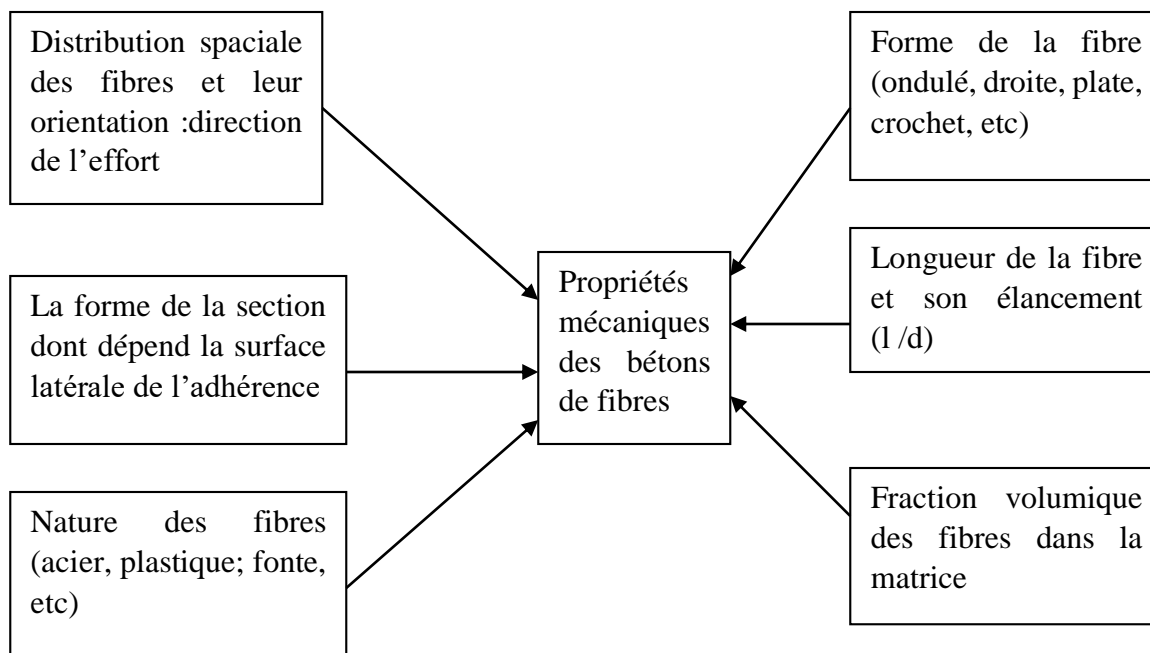 Distribution spaciale
des fibres et leur
orientation :direction
de l’effort
La forme de la section
dont dépend la surface
latérale de l’adhérence
Nature des fibres
(acier, plastique; fonte,
etc)
Propriétés
mécaniques
des bétons
de fibres
Forme de la fibre
(ondulé, droite, plate,
crochet, etc)
Longueur de la fibre
et son élancement
(l /d)
Fraction volumique
des fibres dans la
matrice